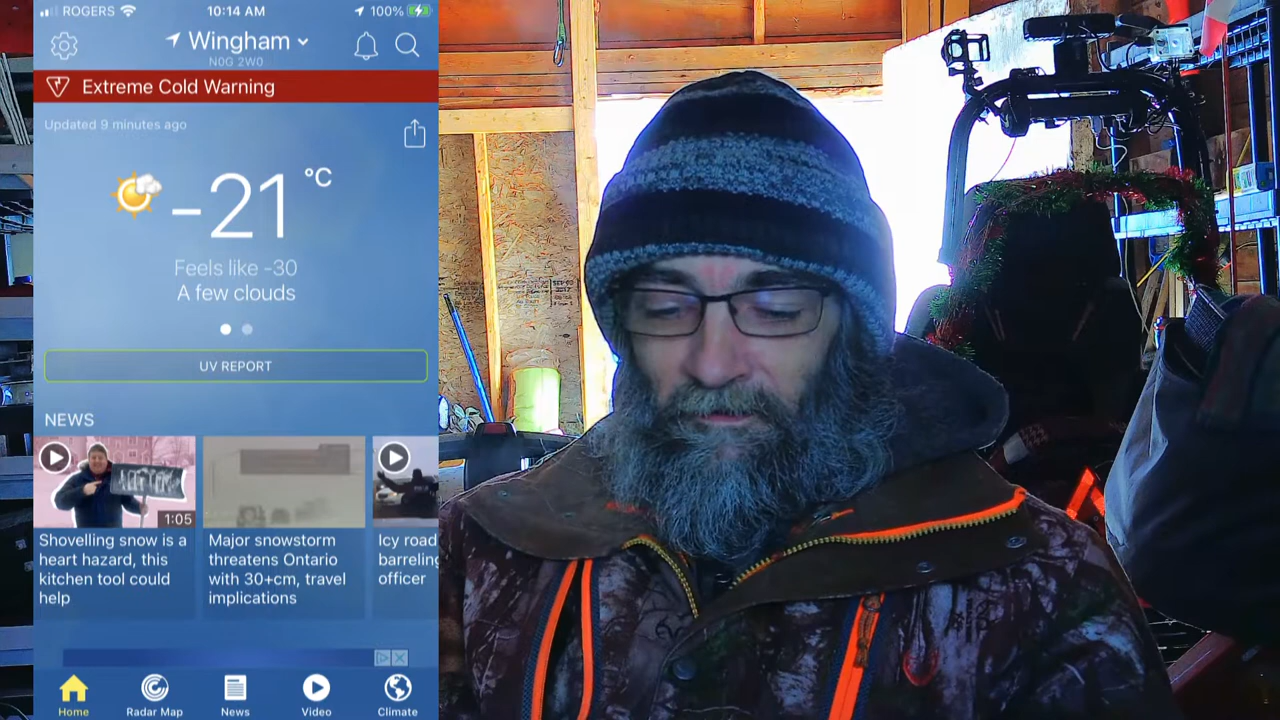 ROGERS
10:14 AM
100%
Wingham
N0G 2W0
Extreme Cold Warning
Updated 9 minutes ago
-21 °C
Feels like -30
A few clouds
UV REPORT
NEWS
1:05
Shovelling snow is a
heart hazard, this
kitchen tool could
help
Major snowstorm
threatens Ontario
with 30+cm, travel
implications
Icy road
barreling
officer
Home
Radar Map
News
Video
Climate